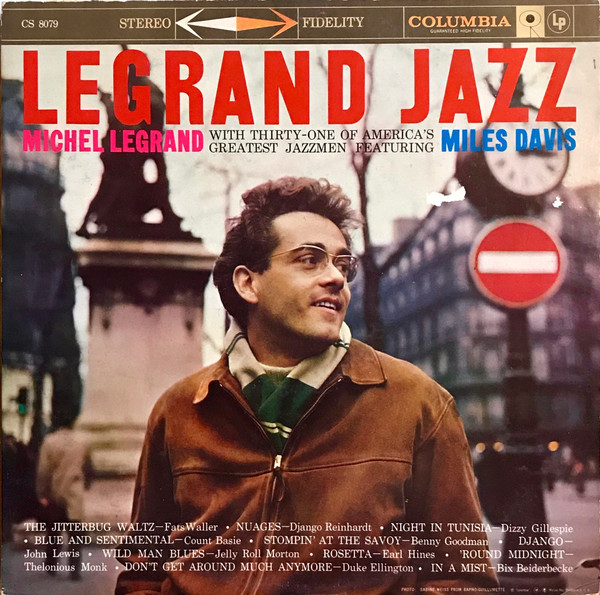 CS 8079 STEREO FIDELITY COLUMBIA LP
GUARANTEED HIGH FIDELITY
LEGRAND JAZZ
MICHEL LEGRAND WITH THIRTY-ONE OF AMERICA'S MILES DAVIS
GREATEST JAZZMEN FEATURING
THE JITTERBUG WALTZ—Fats Waller • NUAGES—Django Reinhardt • NIGHT IN TUNISIA—Dizzy Gillespie
• BLUE AND SENTIMENTAL—Count Basie • STOMPIN' AT THE SAVOY—Benny Goodman • DJANGO—
John Lewis • WILD MAN BLUES—Jelly Roll Morton • ROSETTA—Earl Hines • 'ROUND MIDNIGHT—
Thelonious Monk • DON'T GET AROUND MUCH ANYMORE—Duke Ellington • IN A MIST—Bix Beiderbecke
PHOTO: